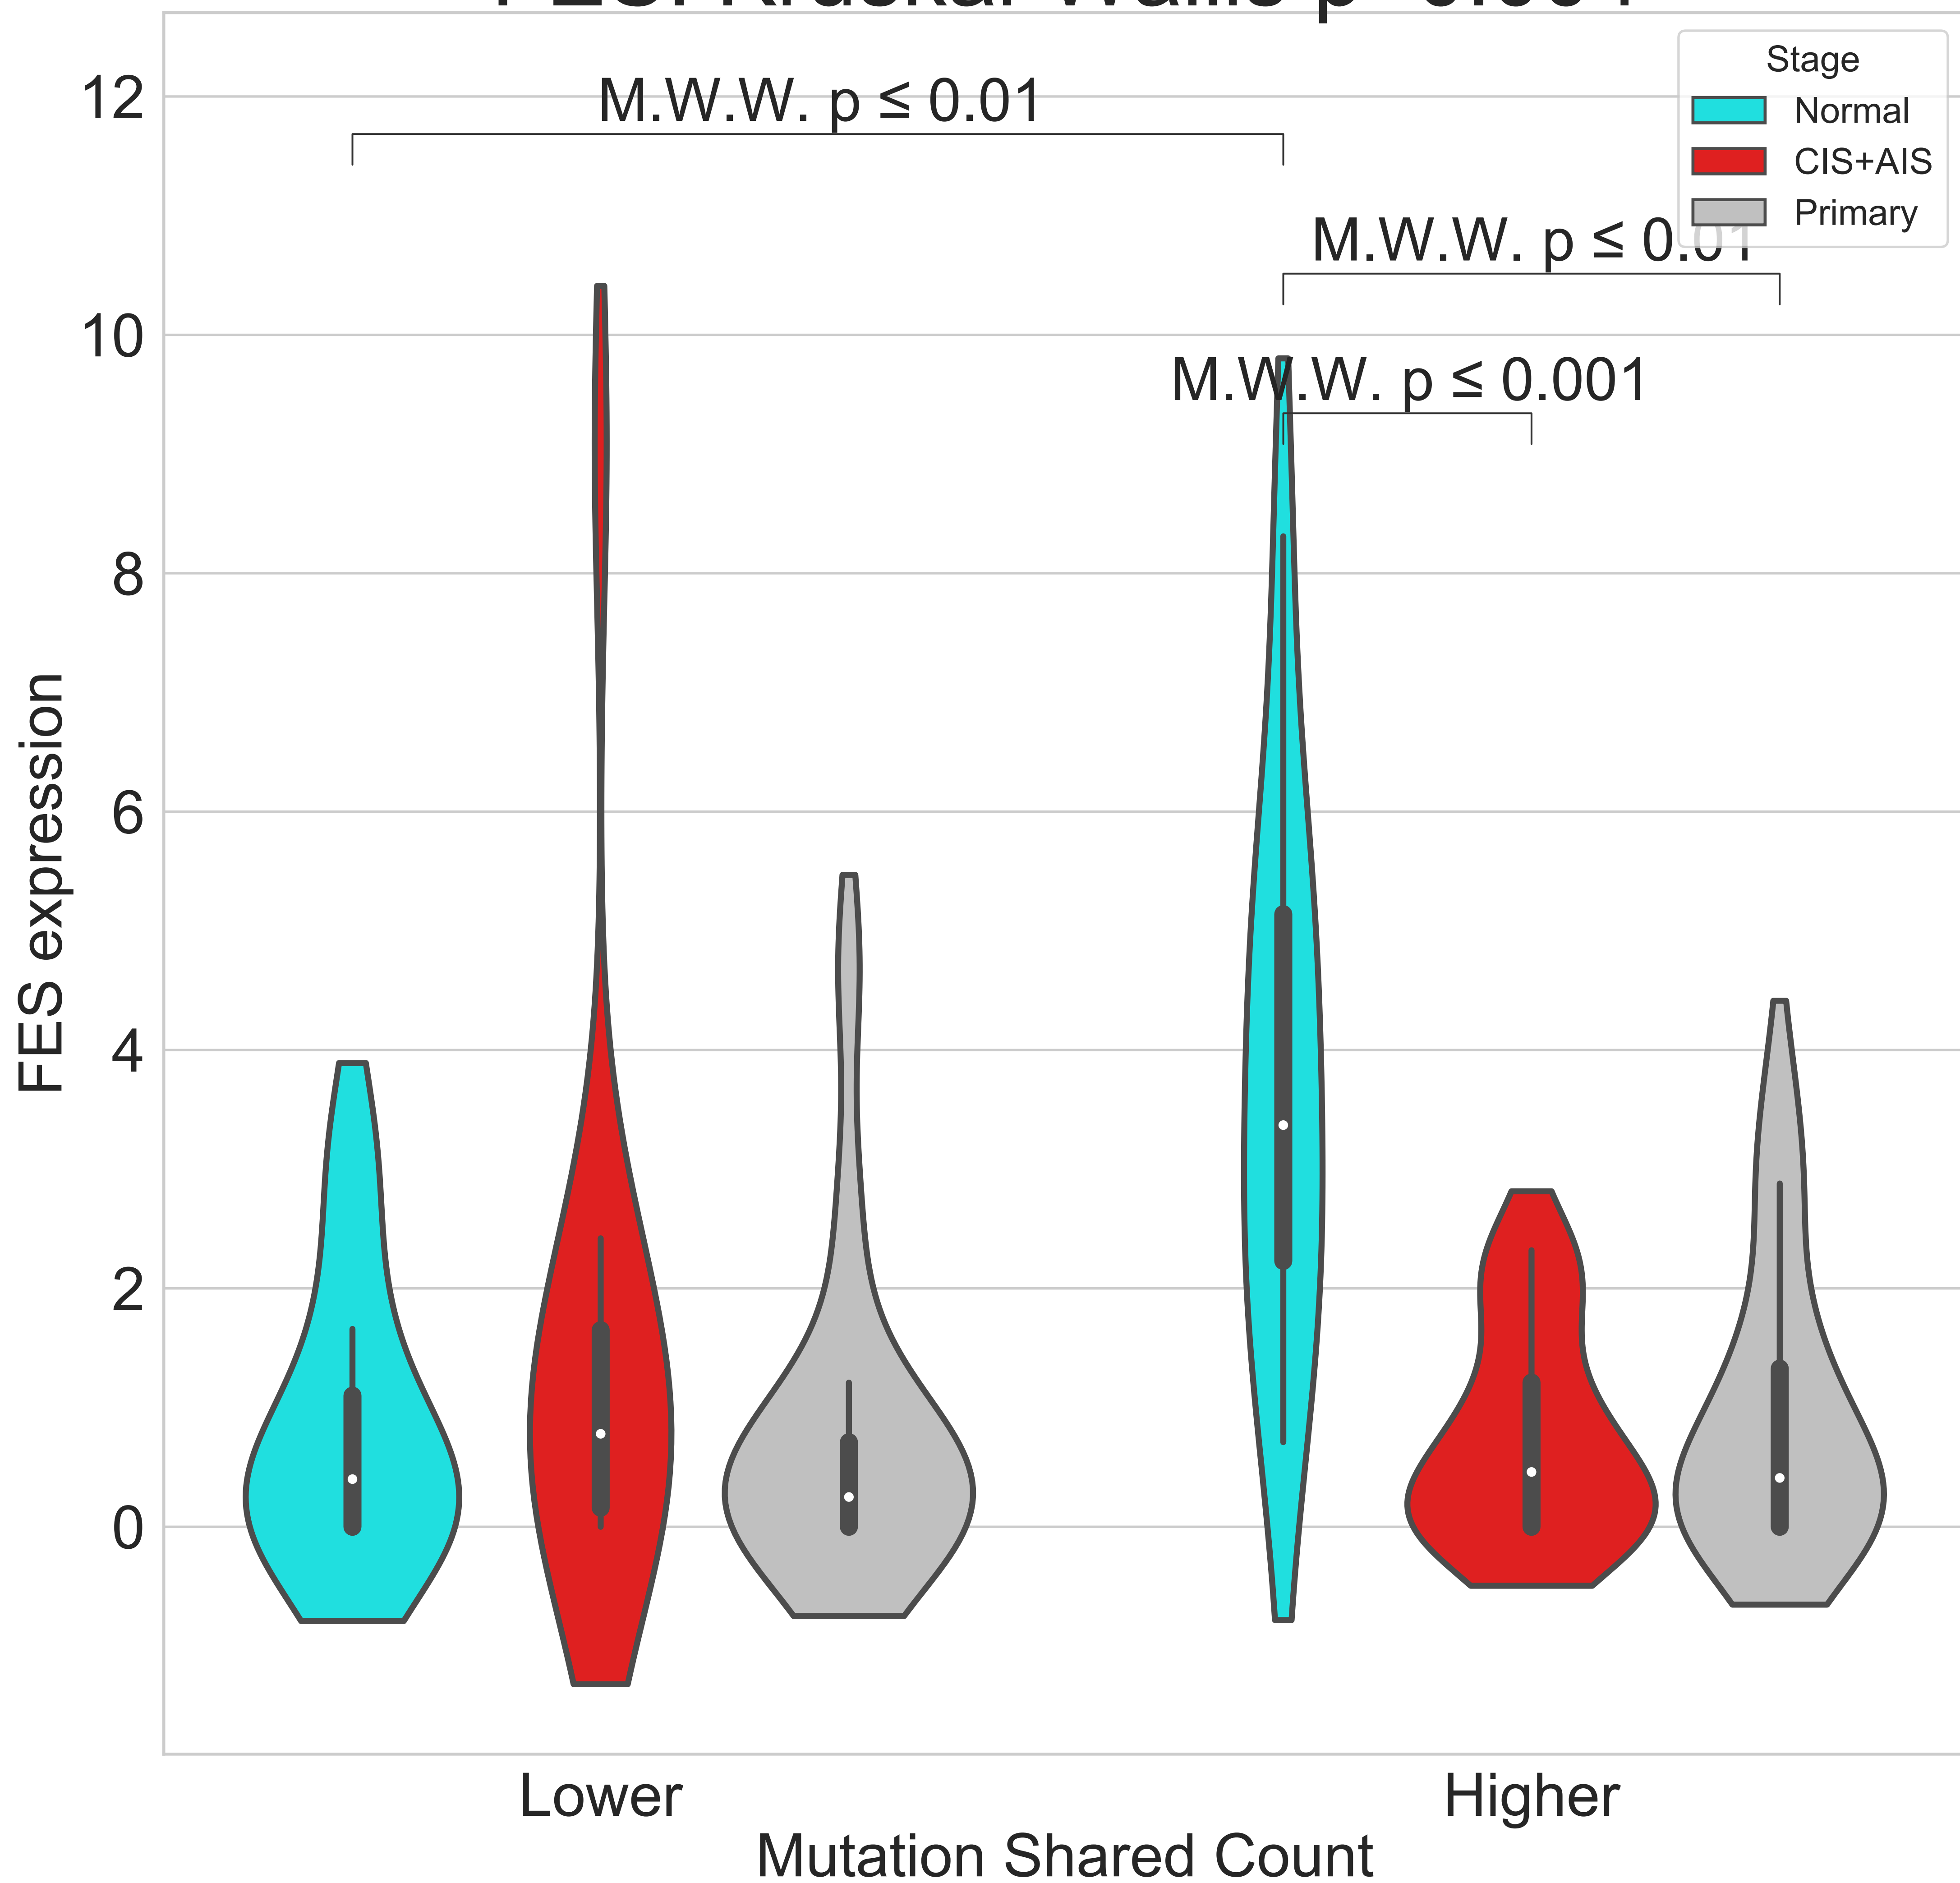 M.W.W. p ≤ 0.01
M.W.W. p ≤ 0.01
M.W.W. p ≤ 0.001
Stage
Normal
CIS+AIS
Primary
12
10
8
6
4
2
0
FES expression
Lower
Higher
Mutation Shared Count